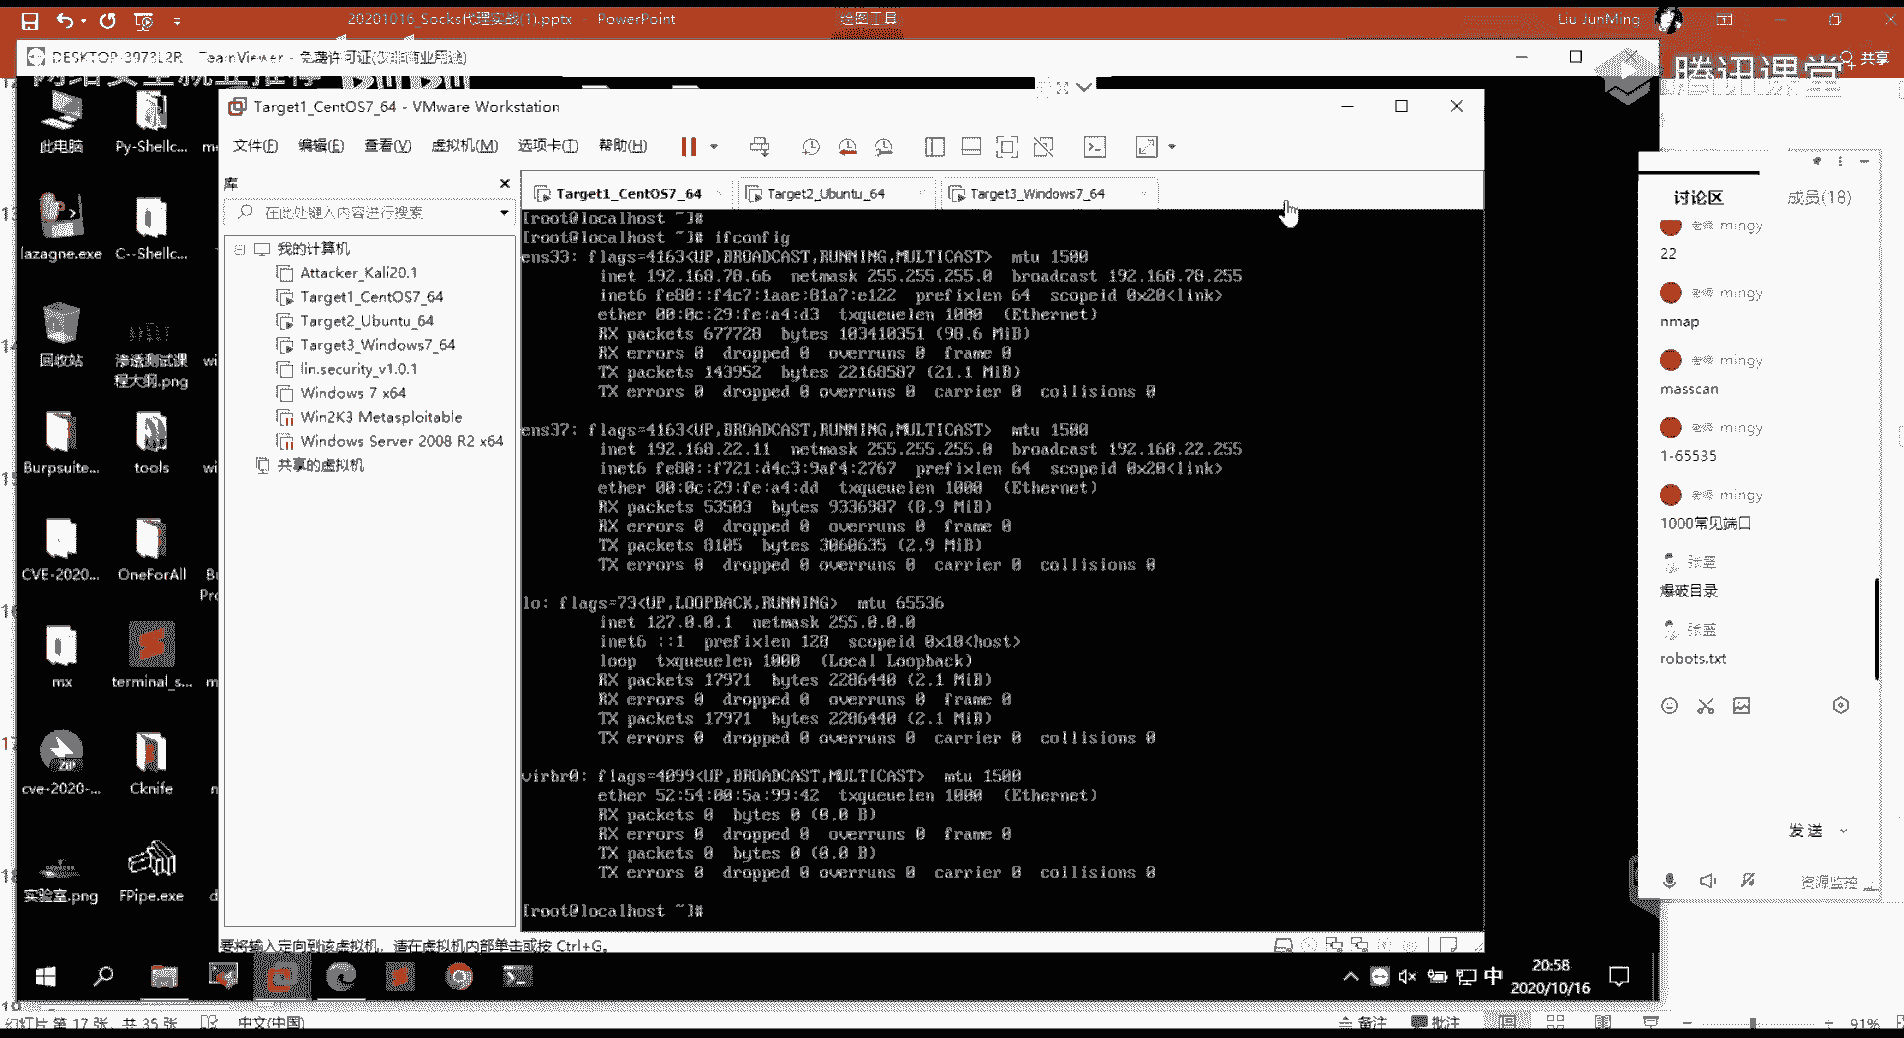 20201016_Socks代理实战(1).pptx - PowerPoint
绘图工具
Liu JunMing
共享
DESKTOP-3973L2R - TeamViewer - 免费许可证(仅非商业用途)
腾讯课堂
Target1_CentOS7_64 - VMware Workstation
文件(F) 编辑(E) 查看(V) 虚拟机(M) 选项卡(T) 帮助(H)
库
在此处键入内容进行搜索
我的计算机
Attacker_Kali20.1
Target1_CentOS7_64
Target2_Ubuntu_64
Target3_Windows7_64
lin.security_v1.0.1
Windows 7 x64
Win2K3 Metasploitable
Windows Server 2008 R2 x64
共享的虚拟机
Target1_CentOS7_64
Target2_Ubuntu_64
Target3_Windows7_64
[root@localhost ~]#
[root@localhost ~]# ifconfig
ens33: flags=4163<UP,BROADCAST,RUNNING,MULTICAST>  mtu 1500
inet 192.168.78.66  netmask 255.255.255.0  broadcast 192.168.78.255
inet6 fe80::f4c7:1aae:81a7:e122  prefixlen 64  scopeid 0x20<link>
ether 00:0c:29:fe:a4:d3  txqueuelen 1000  (Ethernet)
RX packets 677728  bytes 103410351 (98.6 MiB)
RX errors 0  dropped 0  overruns 0  frame 0
TX packets 143952  bytes 22168587 (21.1 MiB)
TX errors 0  dropped 0 overruns 0  carrier 0  collisions 0
ens37: flags=4163<UP,BROADCAST,RUNNING,MULTICAST>  mtu 1500
inet 192.168.22.11  netmask 255.255.255.0  broadcast 192.168.22.255
inet6 fe80::f721:d4c3:9af4:2767  prefixlen 64  scopeid 0x20<link>
ether 00:0c:29:fe:a4:dd  txqueuelen 1000  (Ethernet)
RX packets 53503  bytes 9336987 (8.9 MiB)
RX errors 0  dropped 0  overruns 0  frame 0
TX packets 8105  bytes 3060635 (2.9 MiB)
TX errors 0  dropped 0 overruns 0  carrier 0  collisions 0
lo: flags=73<UP,LOOPBACK,RUNNING>  mtu 65536
inet 127.0.0.1  netmask 255.0.0.0
inet6 ::1  prefixlen 128  scopeid 0x10<host>
loop  txqueuelen 1000  (Local Loopback)
RX packets 17971  bytes 2206440 (2.1 MiB)
RX errors 0  dropped 0  overruns 0  frame 0
TX packets 17971  bytes 2206440 (2.1 MiB)
TX errors 0  dropped 0 overruns 0  carrier 0  collisions 0
virbr0: flags=4099<UP,BROADCAST,MULTICAST>  mtu 1500
ether 52:54:00:5a:99:42  txqueuelen 1000  (Ethernet)
RX packets 0  bytes 0 (0.0 B)
RX errors 0  dropped 0  overruns 0  frame 0
TX packets 0  bytes 0 (0.0 B)
TX errors 0  dropped 0 overruns 0  carrier 0  collisions 0
[root@localhost ~]#
要将输入定向到该虚拟机，请在虚拟机内部单击或按 Ctrl+G。
此电脑
Py-Shellc...
lazagne.exe
C--Shellc...
回收站
渗透测试课程大纲.png
Burpsuite...
tools
CVE-2020...
OneForAll
mx
terminal_s...
cve-2020-...
Cknife
实验室.png
FPipe.exe
讨论区
成员(18)
老师 mingy
22
老师 mingy
nmap
老师 mingy
masscan
老师 mingy
1-65535
老师 mingy
1000常见端口
爆破目录
robots.txt
发送
资源监控
中
20:58
2020/10/16
幻灯片 第 17 张，共 35 张
中文(中国)
备注
批注
91%